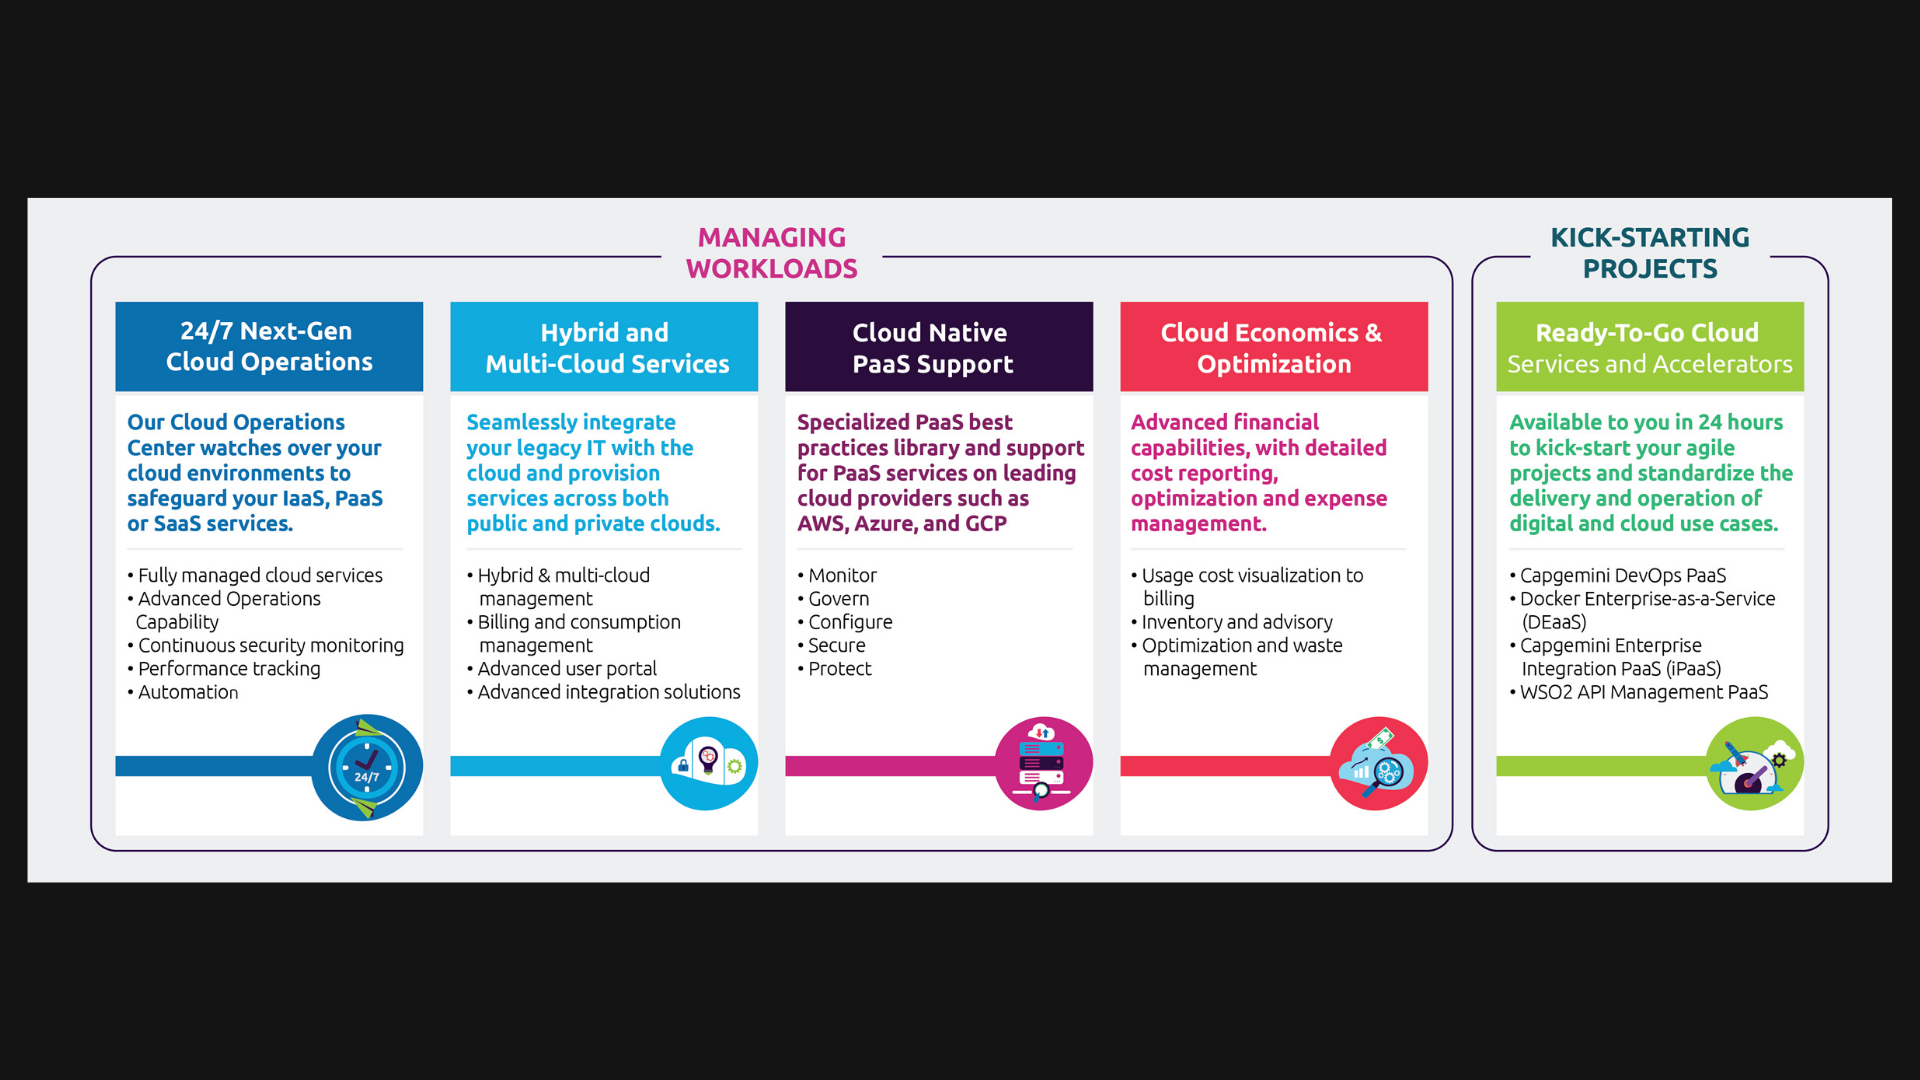 MANAGING
WORKLOADS
KICK-STARTING
PROJECTS
24/7 Next-Gen
Cloud Operations
Our Cloud Operations
Center watches over your
cloud environments to
safeguard your IaaS, PaaS
or SaaS services.
• Fully managed cloud services
• Advanced Operations
Capability
• Continuous security monitoring
• Performance tracking
• Automation
24/7
Hybrid and
Multi-Cloud Services
Seamlessly integrate
your legacy IT with the
cloud and provision
services across both
public and private clouds.
• Hybrid & multi-cloud
management
• Billing and consumption
management
• Advanced user portal
• Advanced integration solutions
Cloud Native
PaaS Support
Specialized PaaS best
practices library and support
for PaaS services on leading
cloud providers such as
AWS, Azure, and GCP
• Monitor
• Govern
• Configure
• Secure
• Protect
Cloud Economics &
Optimization
Advanced financial
capabilities, with detailed
cost reporting,
optimization and expense
management.
• Usage cost visualization to
billing
• Inventory and advisory
• Optimization and waste
management
$
Ready-To-Go Cloud
Services and Accelerators
Available to you in 24 hours
to kick-start your agile
projects and standardize the
delivery and operation of
digital and cloud use cases.
• Capgemini DevOps PaaS
• Docker Enterprise-as-a-Service
(DEaaS)
• Capgemini Enterprise
Integration PaaS (iPaaS)
• WSO2 API Management PaaS